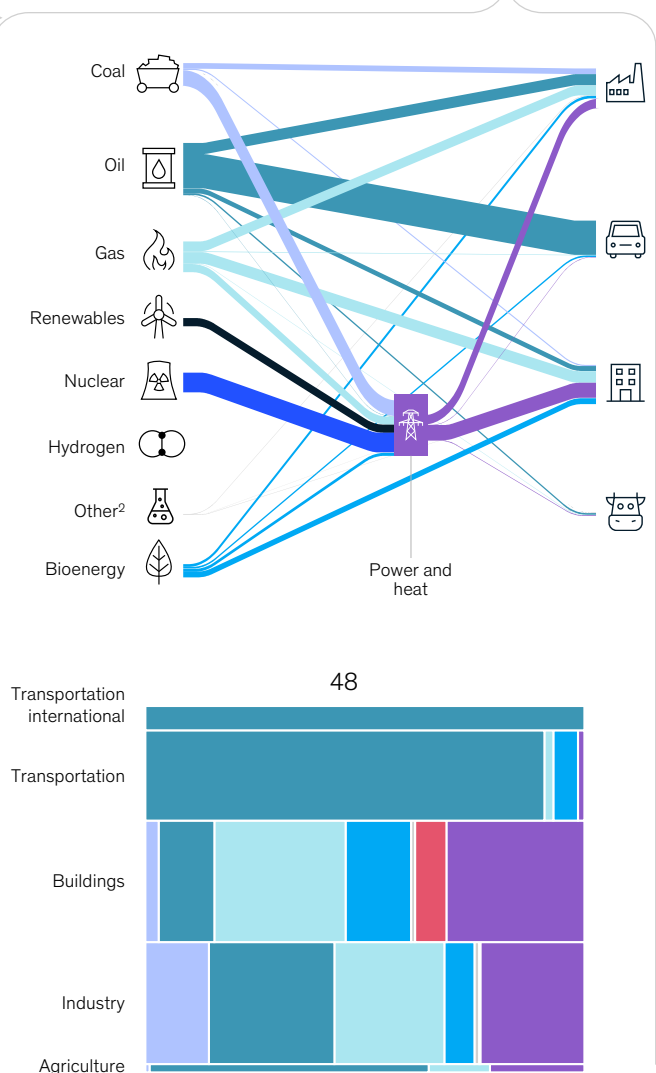 Coal
Oil
Gas
Renewables
Nuclear
Hydrogen
Other²
Bioenergy
Power and
heat
48
Transportation
international
Transportation
Buildings
Industry
Agriculture